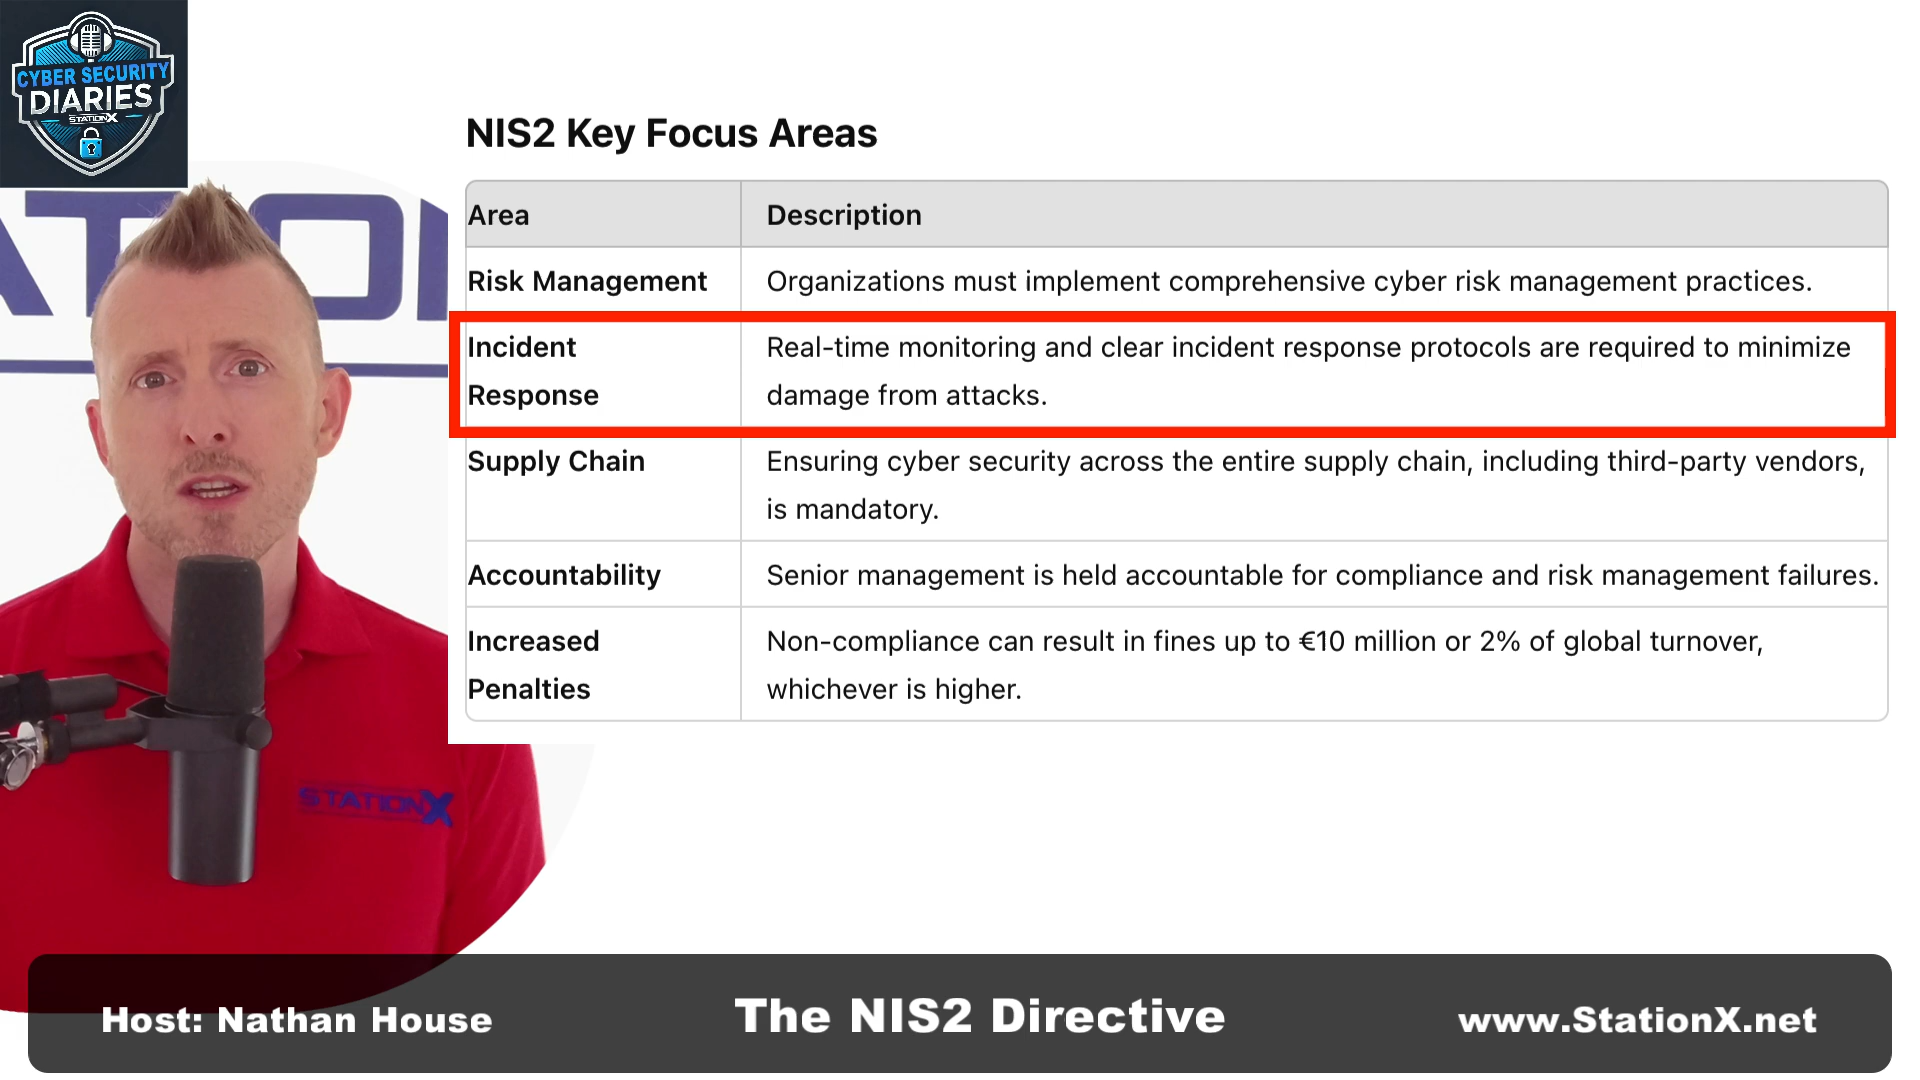 CYBER SECURITY
DIARIES
STATIONX
NIS2 Key Focus Areas
Area Description
Risk Management Organizations must implement comprehensive cyber risk management practices.
Incident Response Real-time monitoring and clear incident response protocols are required to minimize
damage from attacks.
Supply Chain Ensuring cyber security across the entire supply chain, including third-party vendors,
is mandatory.
Accountability Senior management is held accountable for compliance and risk management failures.
Increased Penalties Non-compliance can result in fines up to €10 million or 2% of global turnover,
whichever is higher.
STATIONX
Host: Nathan House
The NIS2 Directive
www.StationX.net